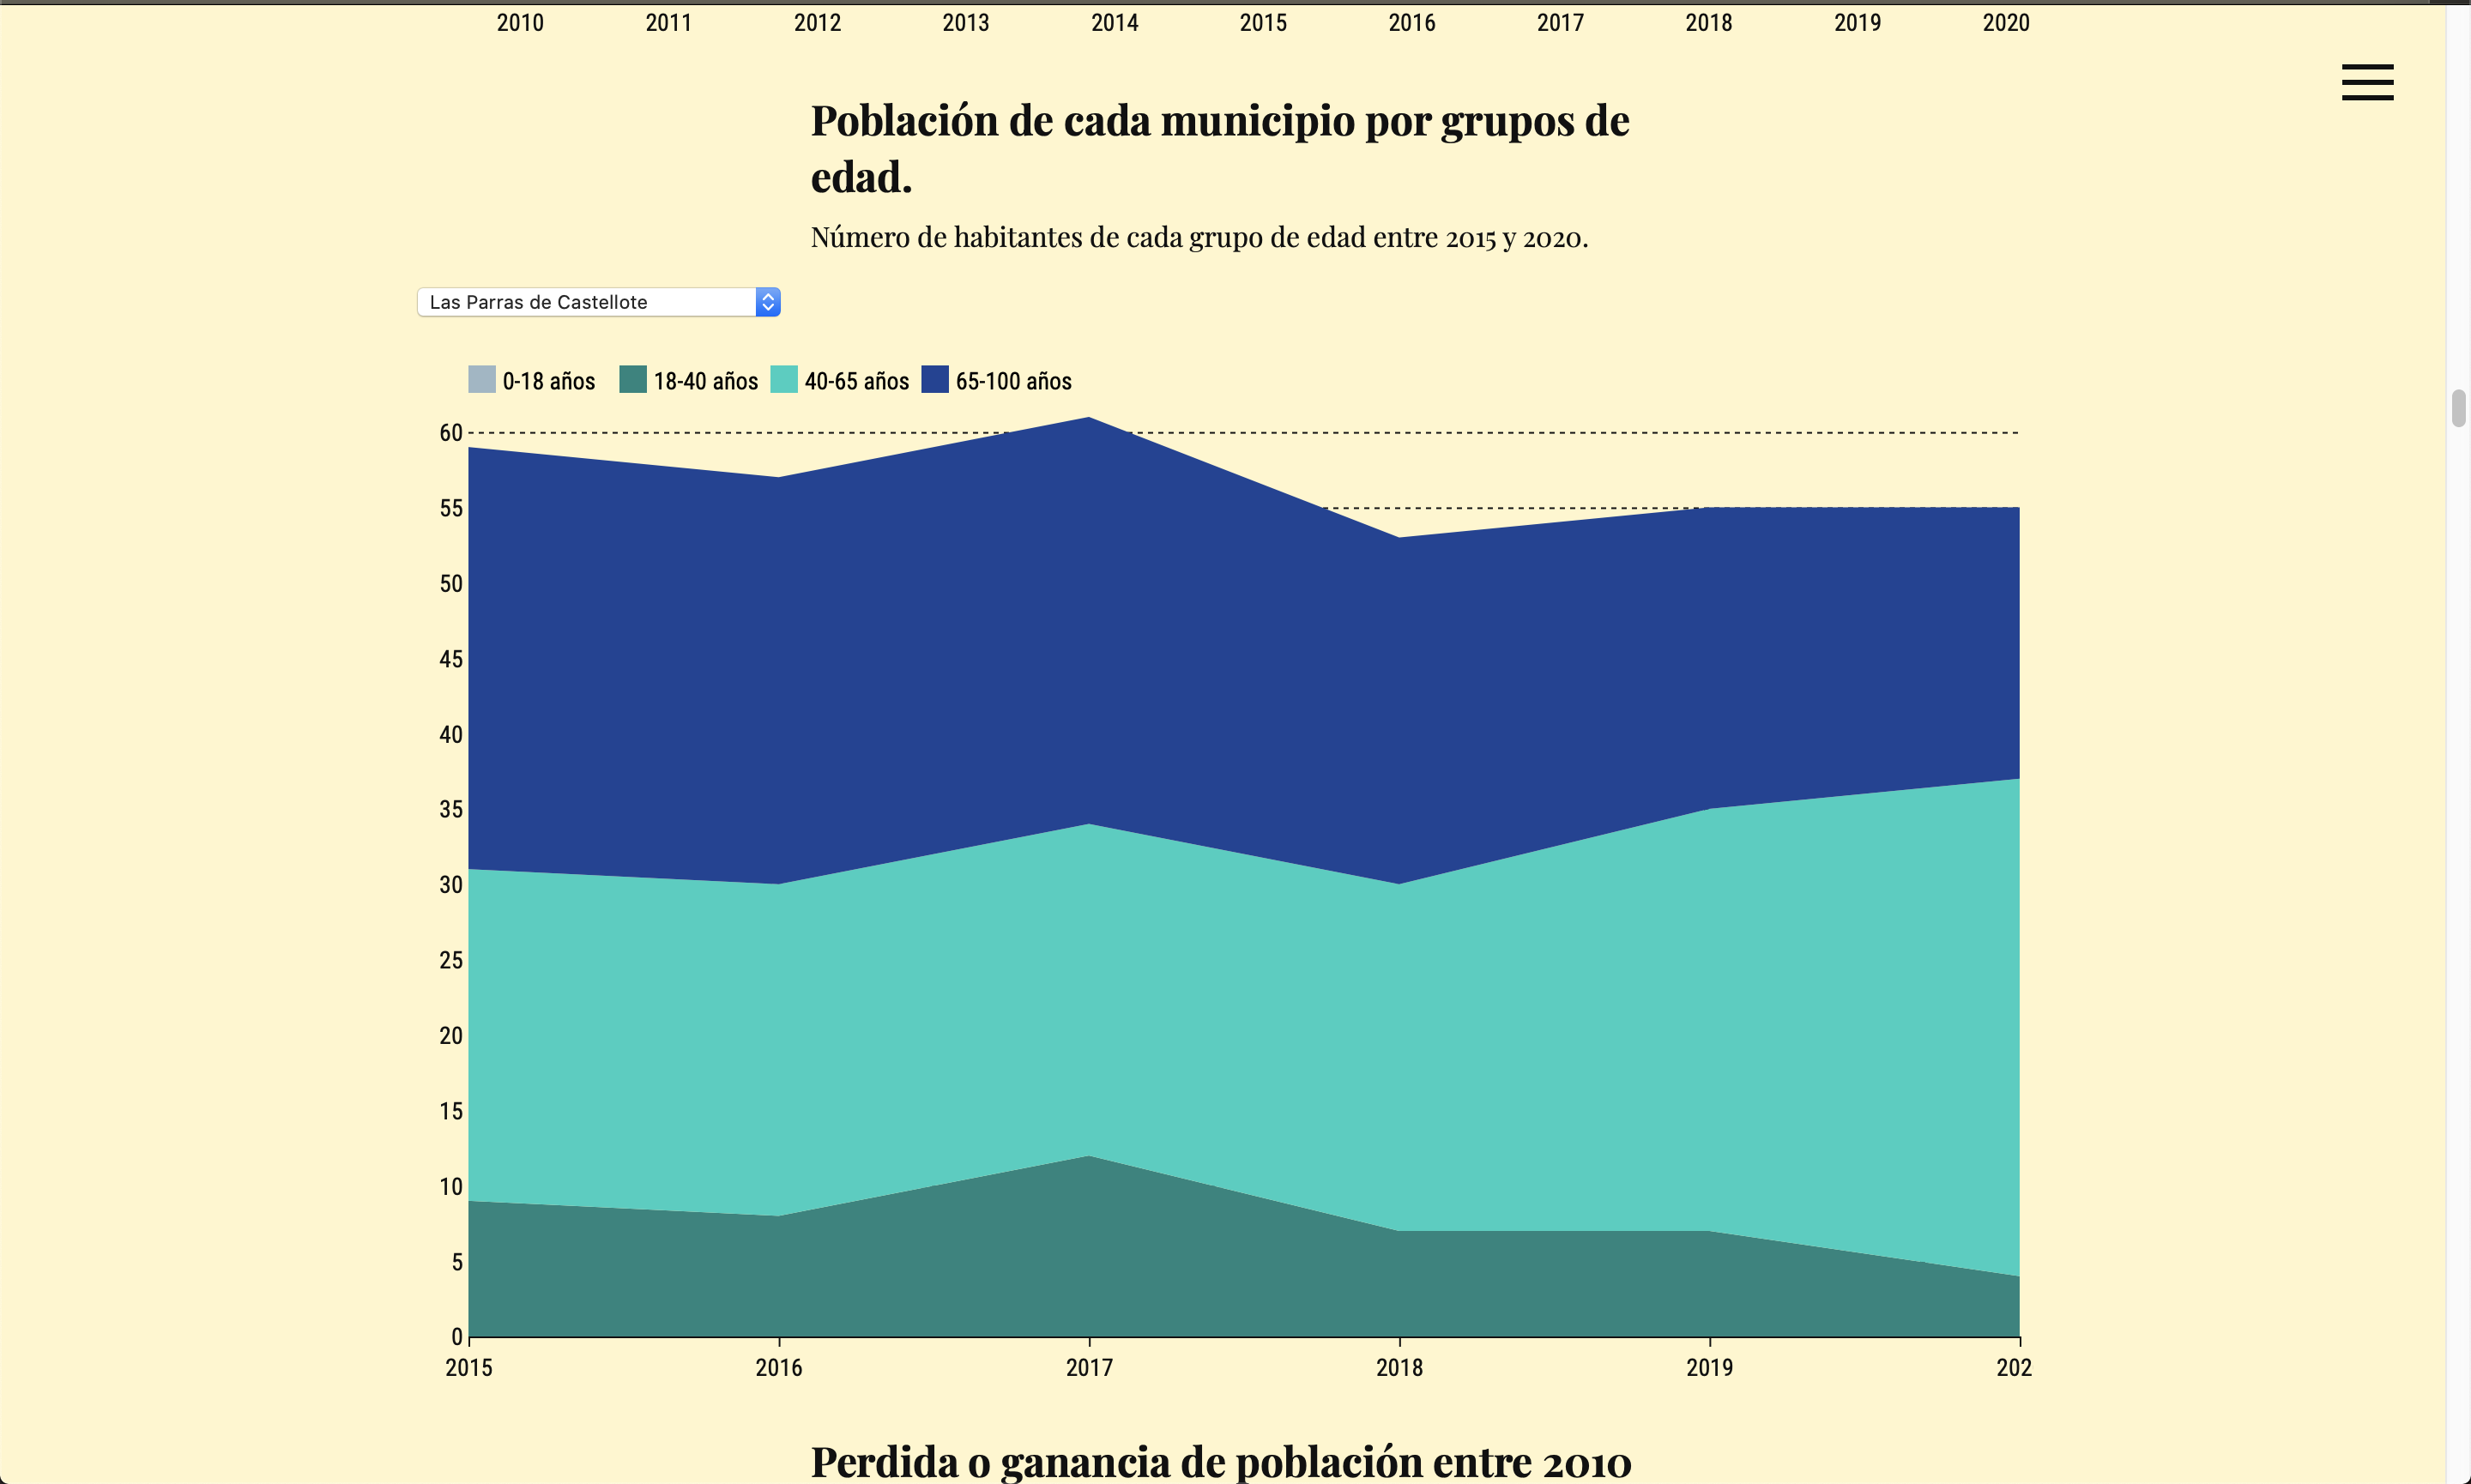 2010 2011 2012 2013 2014 2015 2016 2017 2018 2019 2020
Población de cada municipio por grupos de
edad.
Número de habitantes de cada grupo de edad entre 2015 y 2020.
Las Parras de Castellote
0-18 años 18-40 años 40-65 años 65-100 años
60
55
50
45
40
35
30
25
20
15
10
5
0
2015 2016 2017 2018 2019 202
Perdida o ganancia de población entre 2010